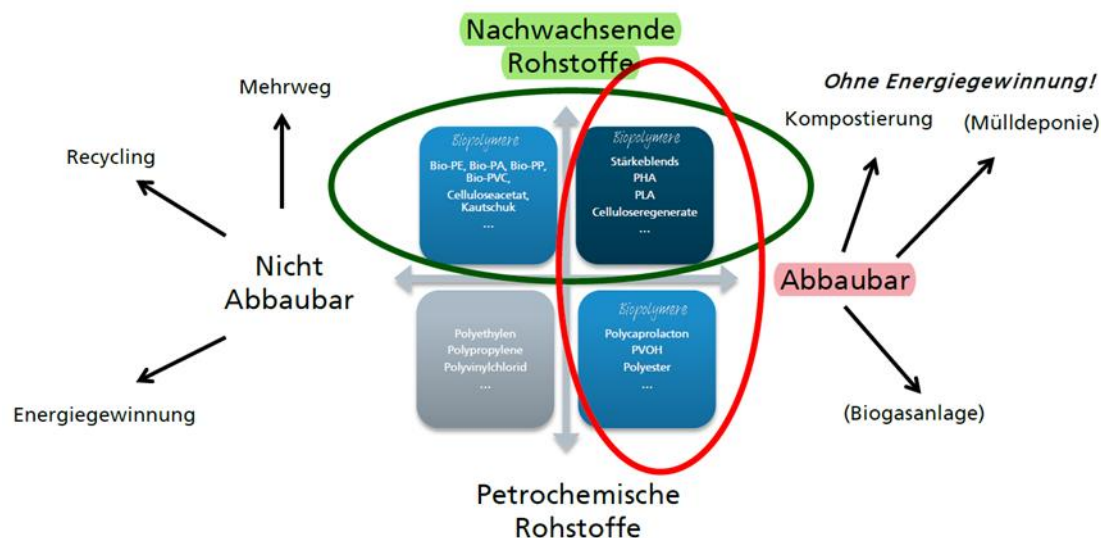 Nachwachsende
Rohstoffe
Ohne Energiegewinnung!
Mehrweg
Kompostierung
(Mülldeponie)
Recycling
Biopolymere
Bio-PE, Bio-PA, Bio-PP,
Bio-PVC,
Celluloseacetat,
Kautschuk
...
Biopolymere
Stärkeblends
PHA
PLA
Celluloseregenerate
...
Nicht
Abbaubar
Abbaubar
Polyethylen
Polypropylene
Polyvinylchlorid
...
Biopolymere
Polycaprolacton
PVOH
Polyester
...
Energiegewinnung
(Biogasanlage)
Petrochemische
Rohstoffe